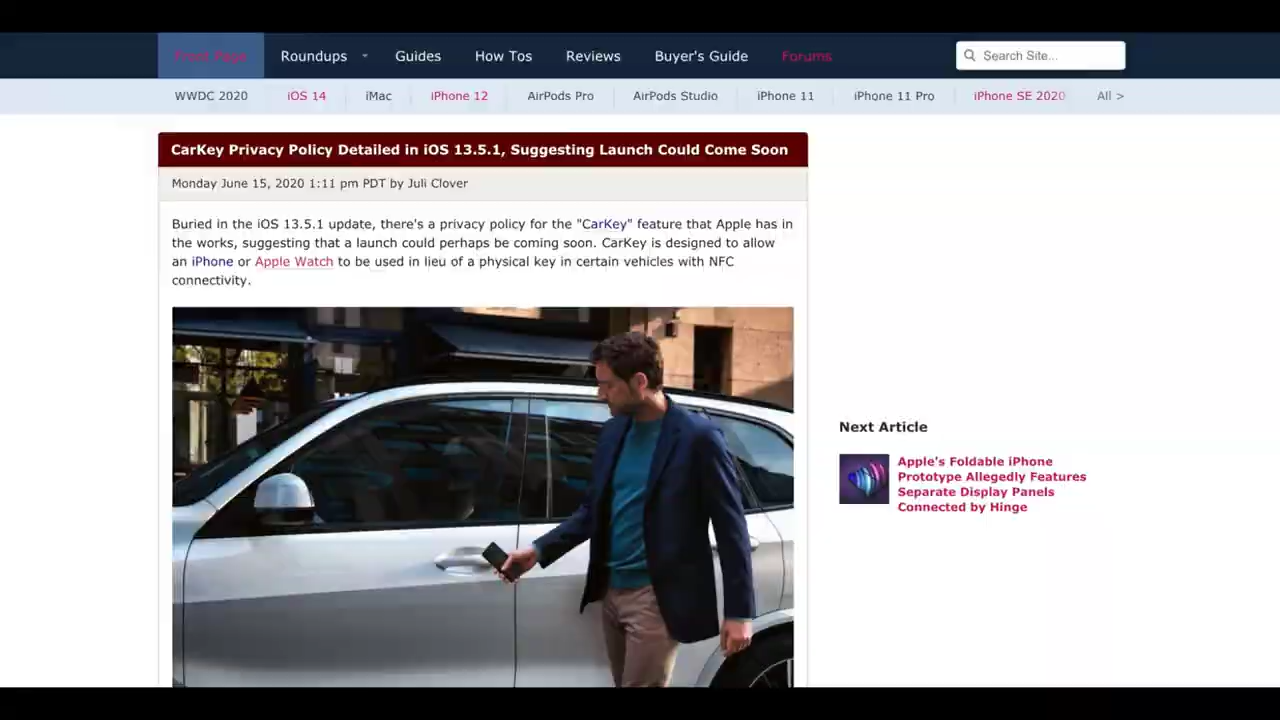 Front Page Roundups Guides How Tos Reviews Buyer's Guide Forums Search Site...
WWDC 2020 iOS 14 iMac iPhone 12 AirPods Pro AirPods Studio iPhone 11 iPhone 11 Pro iPhone SE 2020 All >
CarKey Privacy Policy Detailed in iOS 13.5.1, Suggesting Launch Could Come Soon
Monday June 15, 2020 1:11 pm PDT by Juli Clover
Buried in the iOS 13.5.1 update, there's a privacy policy for the "CarKey" feature that Apple has in
the works, suggesting that a launch could perhaps be coming soon. CarKey is designed to allow
an iPhone or Apple Watch to be used in lieu of a physical key in certain vehicles with NFC
connectivity.
Next Article
Apple's Foldable iPhone
Prototype Allegedly Features
Separate Display Panels
Connected by Hinge